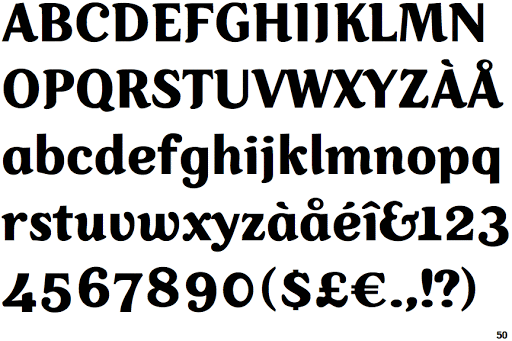 ABCDEFGHIJKLMN
OPQRSTUVWXYZÀÅ
abcdefghijklmnopq
rstuvwxyzàåéî&123
4567890($£€.,!?)
50